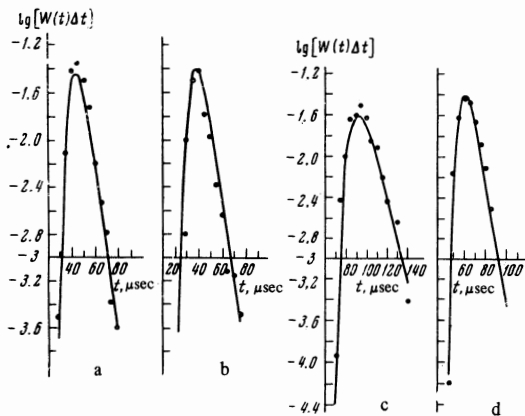 lg[W(t)Δt]
-1.2
-1.6
-2.0
-2.4
-2.8
-3
-3.2
-3.6
40 60 80
t, μsec
a
20 40 60 80
t, μsec
b
lg[W(t)Δt]
-1.2
-1.6
-2.0
-2.4
-2.8
-3
-3.2
-3.6
-4.0
-4.4
80 100 120 140
t, μsec
c
60 80 100
t, μsec
d